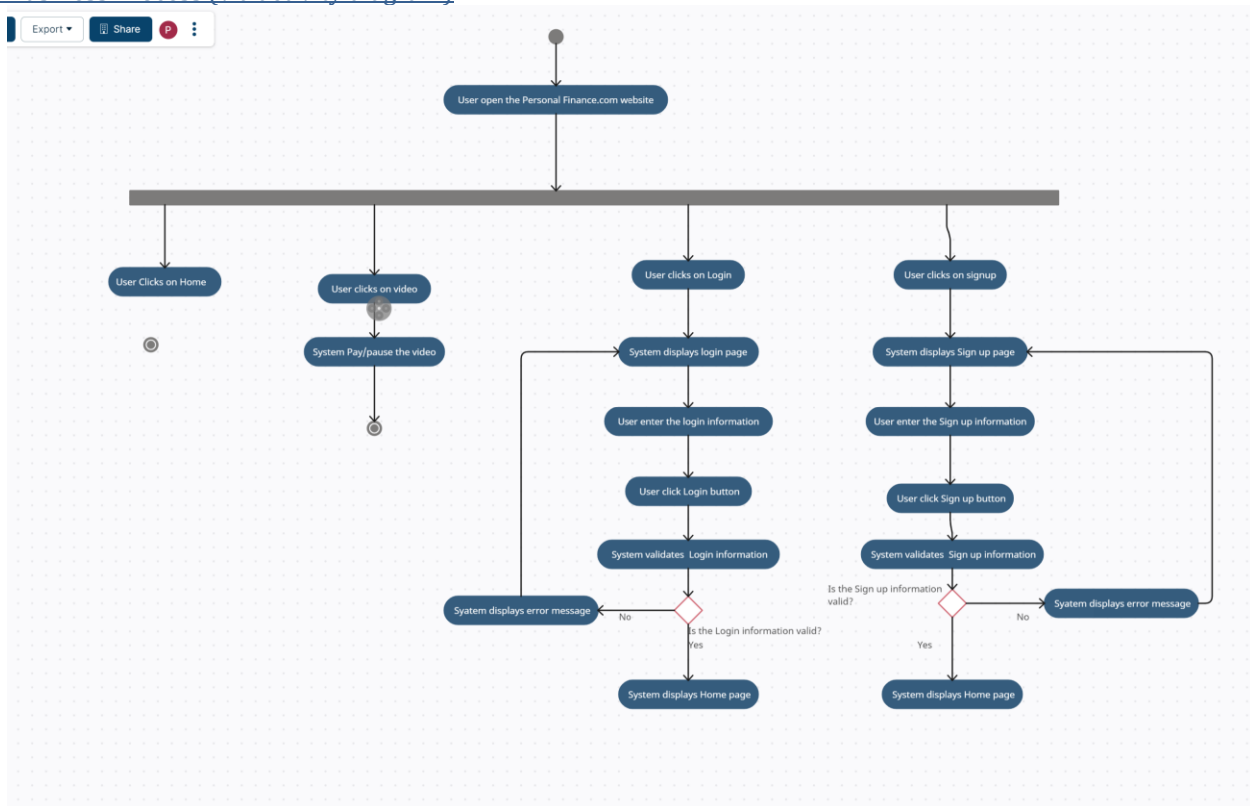 Export
Share
P
User open the Personal Finance.com website
User Clicks on Home
User clicks on video
System Pay/pause the video
User clicks on Login
System displays login page
User enter the login information
User click Login button
System validates  Login information
Is the Login information valid?
No
Yes
Syatem displays error message
System displays Home page
User clicks on signup
System displays Sign up page
User enter the Sign up information
User click Sign up button
System validates  Sign up information
Is the Sign up information
valid?
No
Yes
Syatem displays error message
System displays Home page